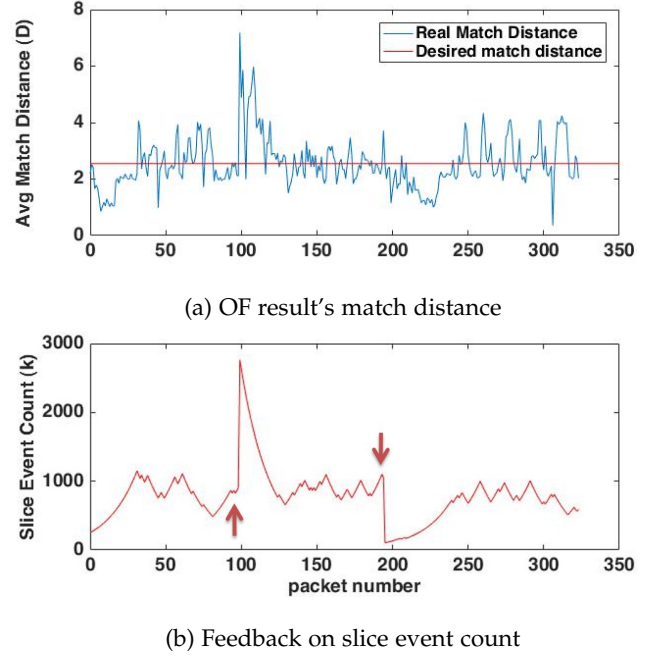 8
6
4
2
0
Avg Match Distance (D)
Real Match Distance
Desired match distance
0 50 100 150 200 250 300 350
(a) OF result's match distance
3000
2000
1000
0
Slice Event Count (k)
0 50 100 150 200 250 300 350
packet number
(b) Feedback on slice event count